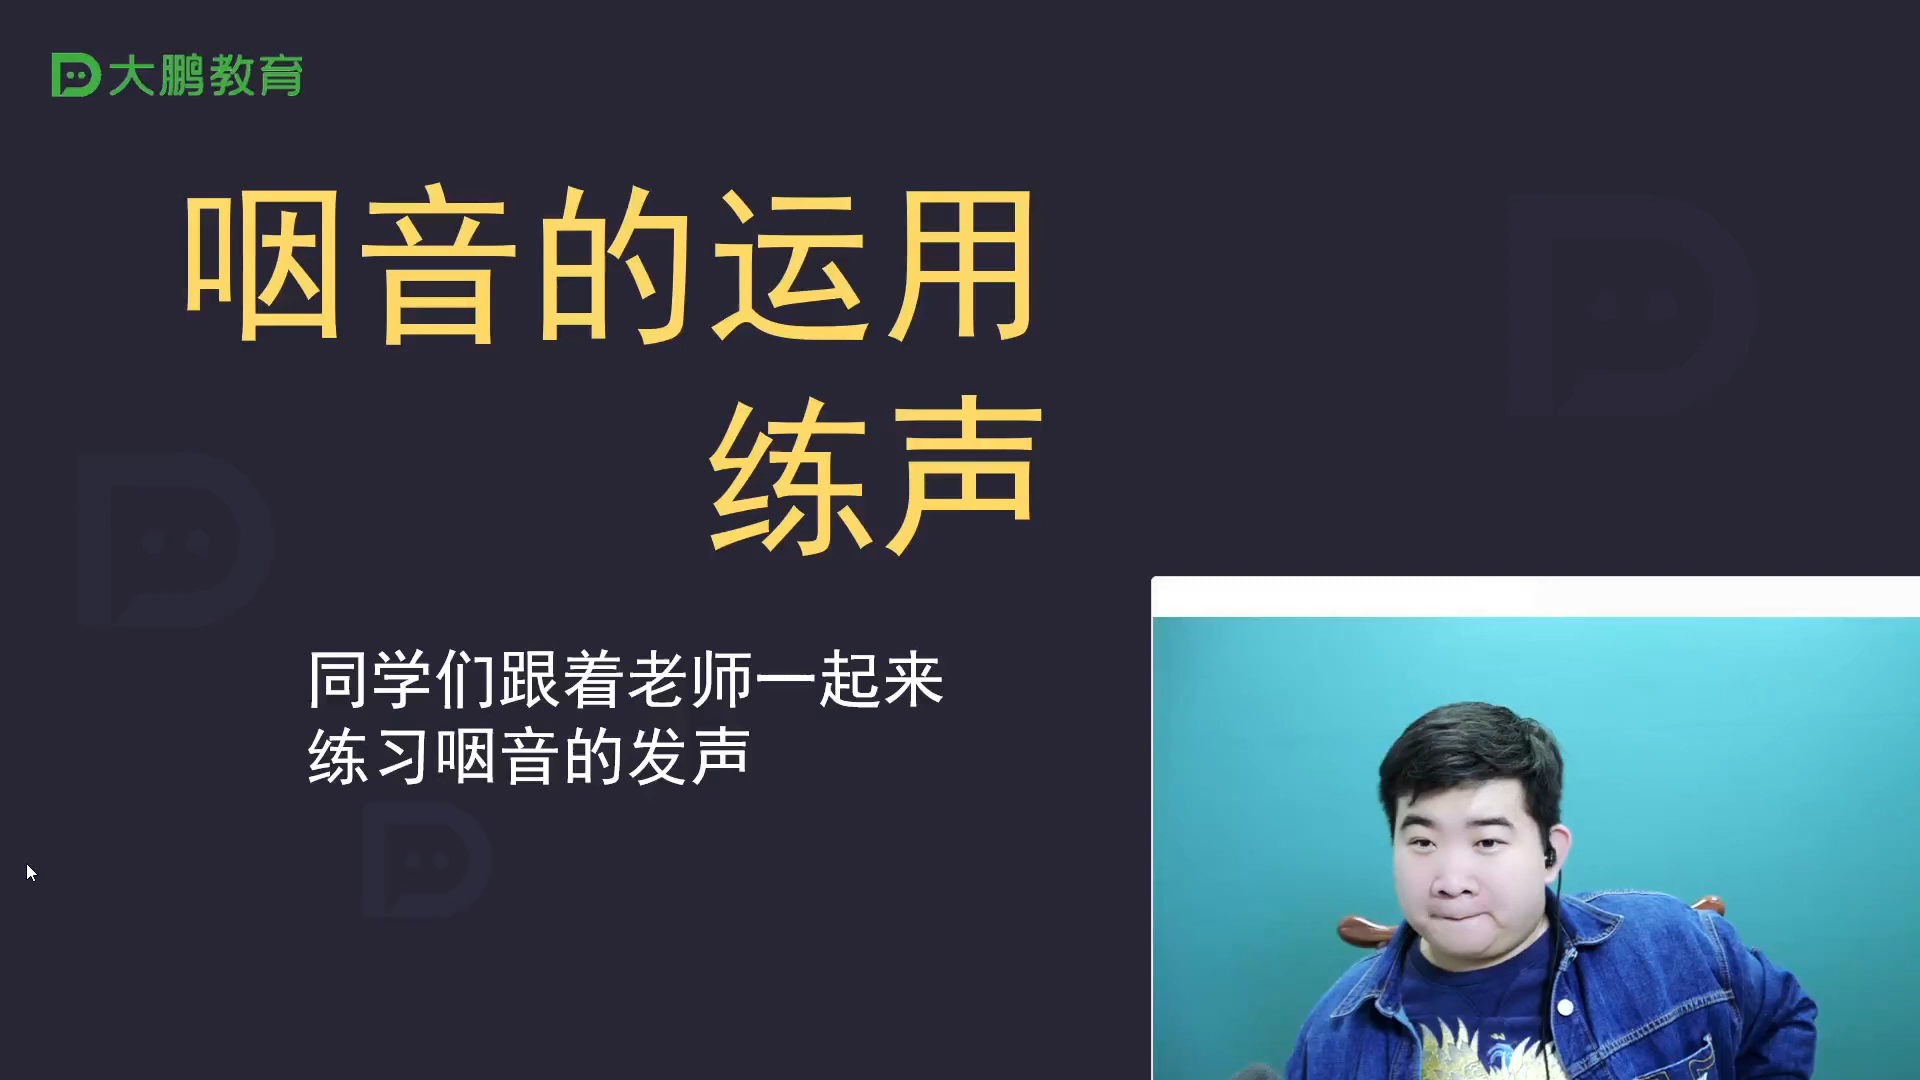 大鹏教育
咽音的运用
练声
同学们跟着老师一起来
练习咽音的发声